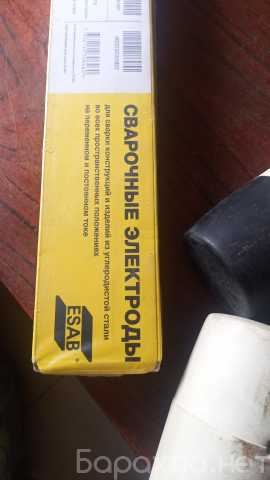 СВАРОЧНЫЕ ЭЛЕКТРОДЫ
для сварки конструкций и изделий из углеродистой стали
во всех пространственных положениях
на переменном и постоянном токе
ESAB
Барахла.нет